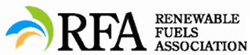 RFA
RENEWABLE
FUELS
ASSOCIATION